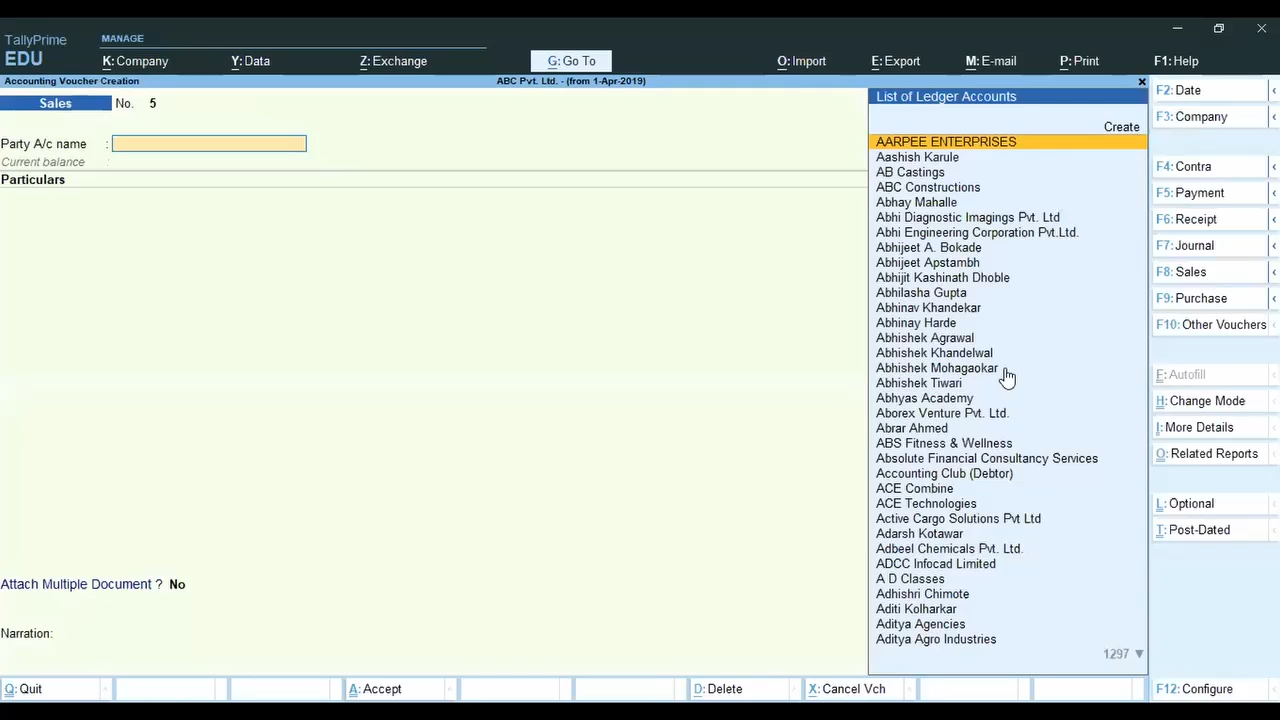 TallyPrime
EDU
MANAGE
K: Company
Y: Data
Z: Exchange
G: Go To
O: Import
E: Export
M: E-mail
P: Print
F1: Help
Accounting Voucher Creation
ABC Pvt. Ltd. - (from 1-Apr-2019)
Sales No. 5
Party A/c name :
Current balance :
Particulars
Attach Multiple Document ? No
Narration:
List of Ledger Accounts
Create
AARPEE ENTERPRISES
Aashish Karule
AB Castings
ABC Constructions
Abhay Mahalle
Abhi Diagnostic Imagings Pvt. Ltd
Abhi Engineering Corporation Pvt.Ltd.
Abhijeet A. Bokade
Abhijeet Apstambh
Abhijit Kashinath Dhoble
Abhilasha Gupta
Abhinav Khandekar
Abhinay Harde
Abhishek Agrawal
Abhishek Khandelwal
Abhishek Mohagaokar
Abhishek Tiwari
Abhyas Academy
Aborex Venture Pvt. Ltd.
Abrar Ahmed
ABS Fitness & Wellness
Absolute Financial Consultancy Services
Accounting Club (Debtor)
ACE Combine
ACE Technologies
Active Cargo Solutions Pvt Ltd
Adarsh Kotawar
Adbeel Chemicals Pvt. Ltd.
ADCC Infocad Limited
A D Classes
Adhishri Chimote
Aditi Kolharkar
Aditya Agencies
Aditya Agro Industries
1297 ▼
F2: Date
F3: Company
F4: Contra
F5: Payment
F6: Receipt
F7: Journal
F8: Sales
F9: Purchase
F10: Other Vouchers
F: Autofill
H: Change Mode
I: More Details
O: Related Reports
L: Optional
T: Post-Dated
Q: Quit
A: Accept
D: Delete
X: Cancel Vch
F12: Configure